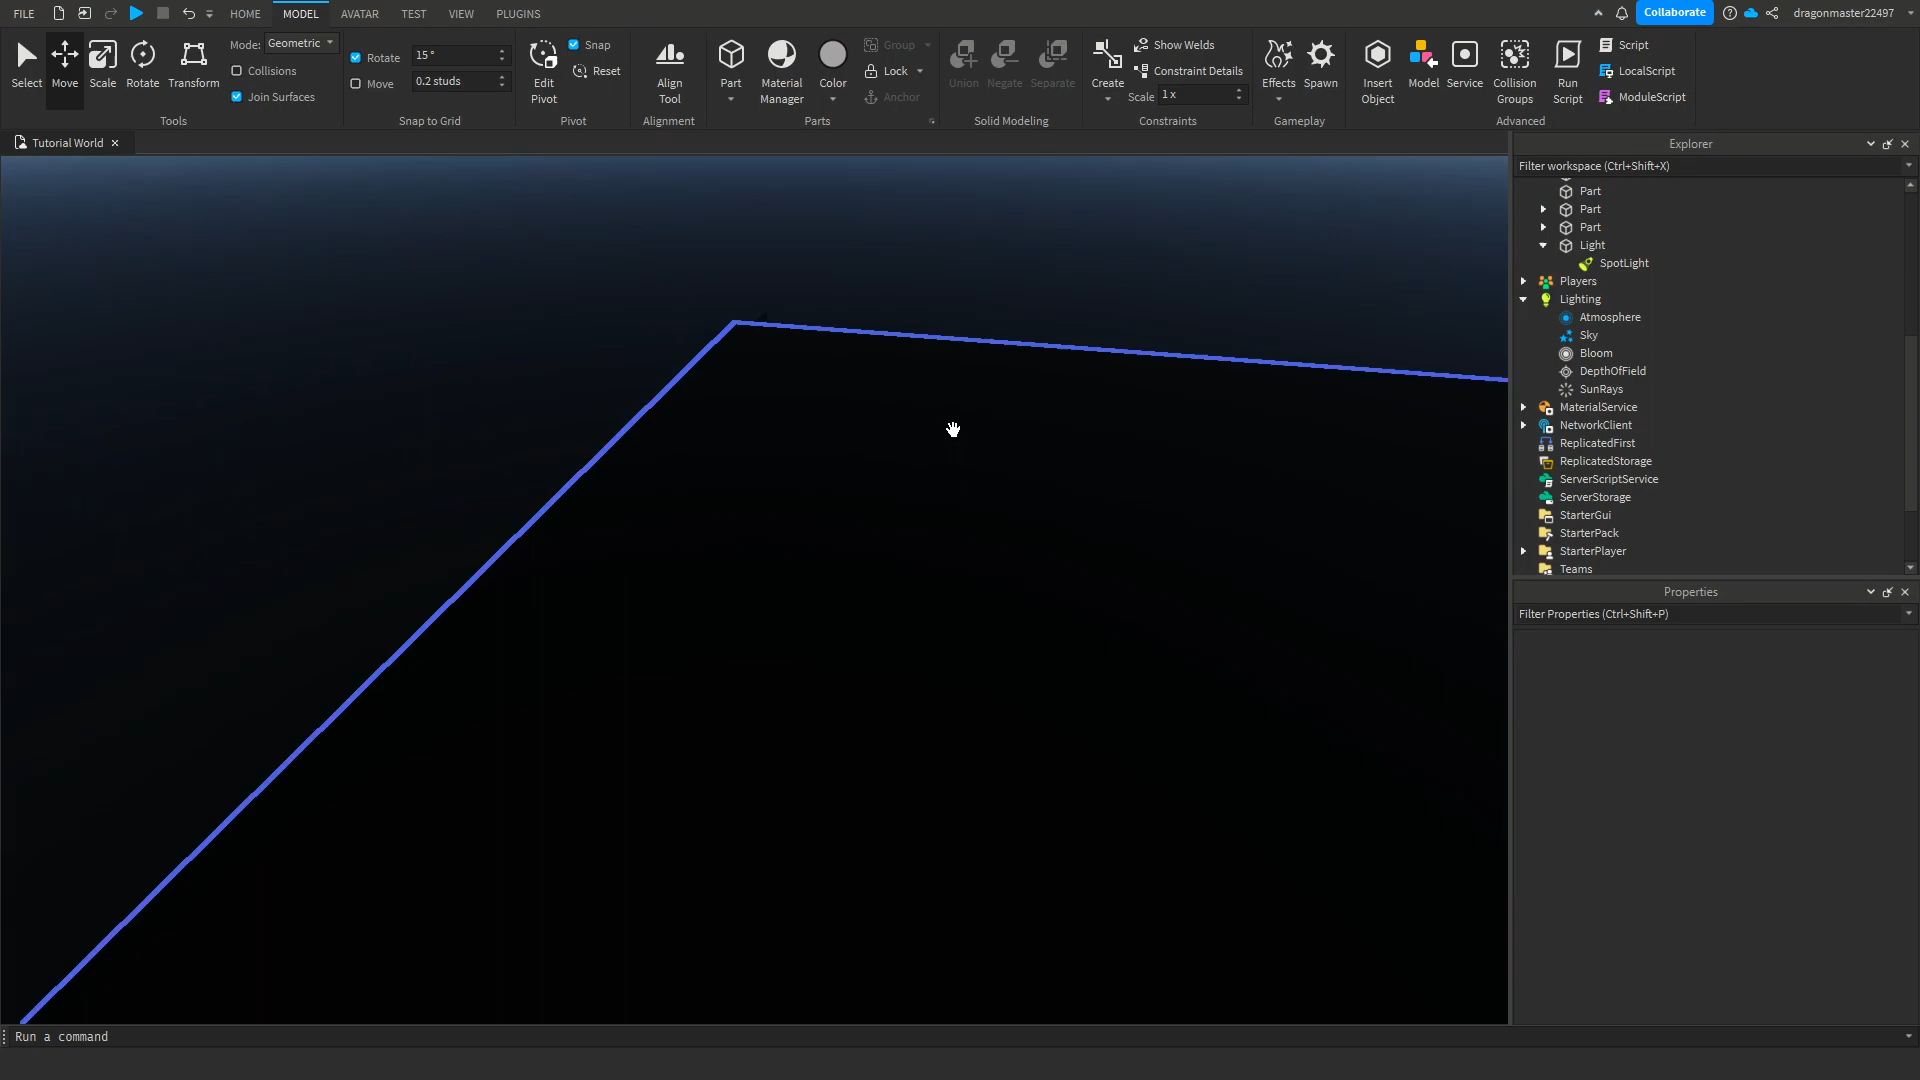 FILE HOME MODEL AVATAR TEST VIEW PLUGINS Collaborate dragonmaster22497
Select Move Scale Rotate Transform
Mode: Geometric
Collisions
Join Surfaces
Tools
Rotate 15°
Move 0.2 studs
Snap to Grid
Edit Pivot
Snap
Reset
Pivot
Align Tool
Alignment
Part
Material Manager
Color
Group
Lock
Anchor
Parts
Union Negate Separate
Solid Modeling
Create
Show Welds
Constraint Details
Scale 1 x
Constraints
Effects Spawn
Gameplay
Insert Object
Model
Service
Collision Groups
Run Script
Script
LocalScript
ModuleScript
Advanced
Tutorial World
Explorer
Filter workspace (Ctrl+Shift+X)
Part
Part
Part
Light
SpotLight
Players
Lighting
Atmosphere
Sky
Bloom
DepthOfField
SunRays
MaterialService
NetworkClient
ReplicatedFirst
ReplicatedStorage
ServerScriptService
ServerStorage
StarterGui
StarterPack
StarterPlayer
Teams
Properties
Filter Properties (Ctrl+Shift+P)
Run a command